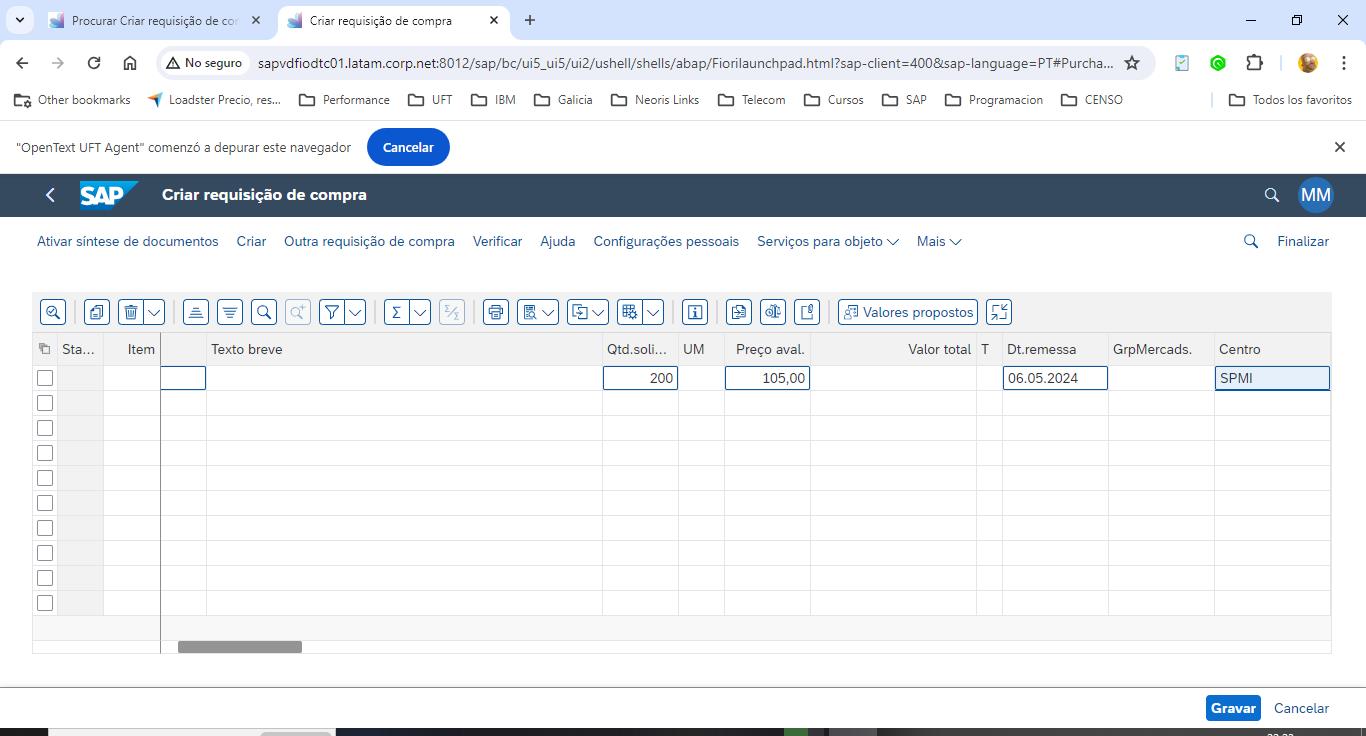 Procurar Criar requisição de co
Criar requisição de compra
No seguro
sapvdfiodtc01.latam.corp.net:8012/sap/bc/ui5_ui5/ui2/ushell/shells/abap/Fiorilaunchpad.html?sap-client=400&sap-language=PT#Purcha...
Other bookmarks Loadster Precio, res... Performance UFT IBM Galicia Neoris Links Telecom Cursos SAP Programacion CENSO Todos los favoritos
"OpenText UFT Agent" comenzó a depurar este navegador Cancelar
SAP Criar requisição de compra MM
Ativar síntese de documentos Criar Outra requisição de compra Verificar Ajuda Configurações pessoais Serviços para objeto Mais Finalizar
Valores propostos
Sta... Item Texto breve Qtd.soli... UM Preço aval. Valor total T Dt.remessa GrpMercads. Centro
200 105,00 06.05.2024 SPMI
Gravar Cancelar